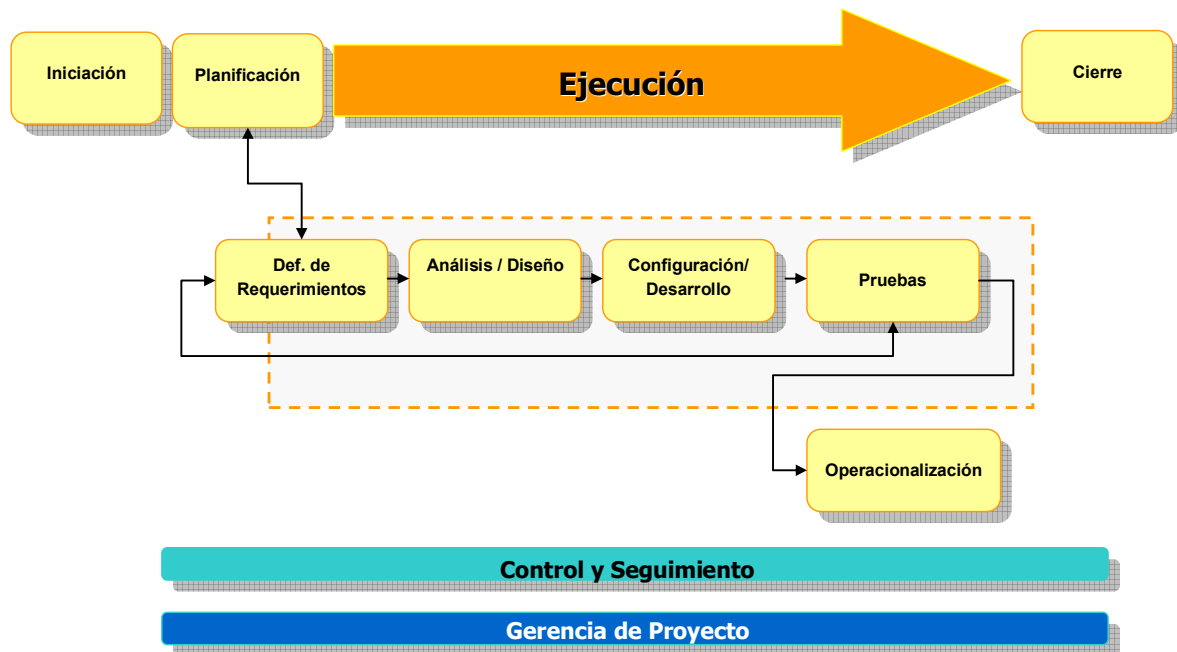 Iniciación
Planificación
Ejecución
Cierre
Def. de
Requerimientos
Análisis / Diseño
Configuración/
Desarrollo
Pruebas
Operacionalización
Control y Seguimiento
Gerencia de Proyecto